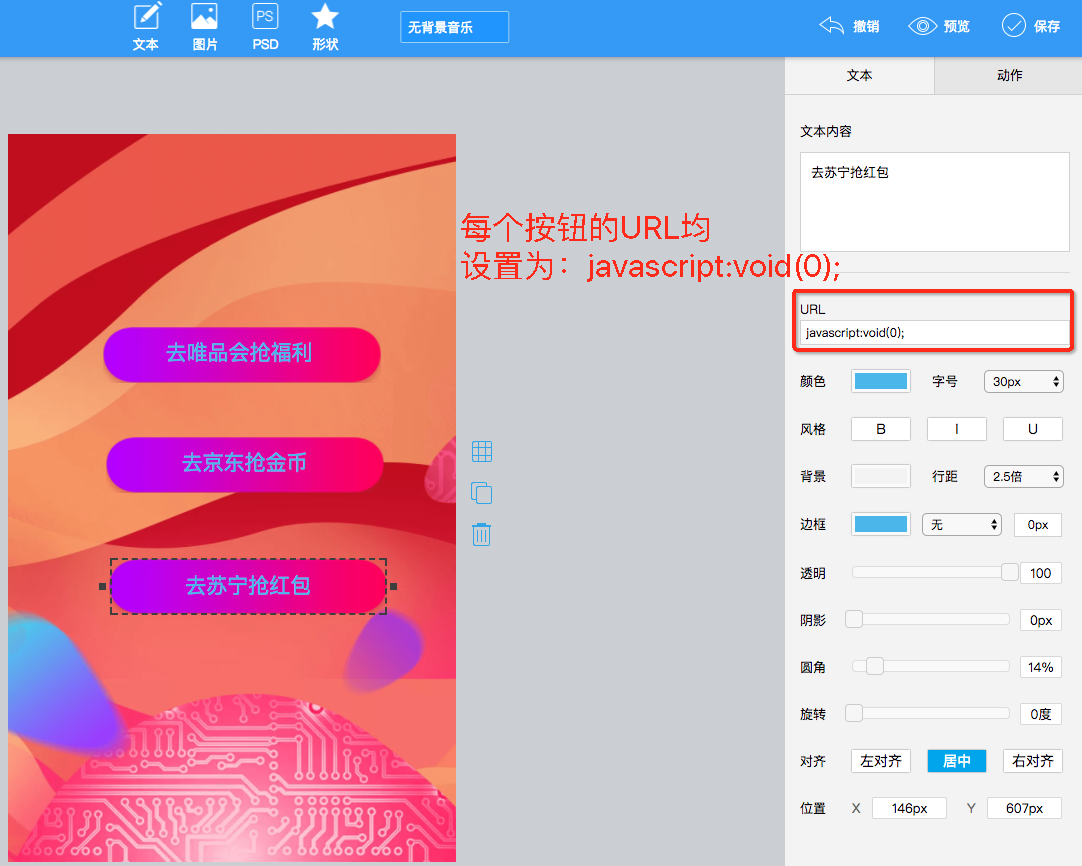 文本 图片 PSD 形状 无背景音乐 撤销 预览 保存
PS
文本 动作
文本内容
去苏宁抢红包
每个按钮的URL均
设置为：javascript:void(0);
URL
javascript:void(0);
去唯品会抢福利
去京东抢金币
去苏宁抢红包
颜色 字号 30px
风格 B I U
背景 行距 2.5倍
边框 无 0px
透明 100
阴影 0px
圆角 14%
旋转 0度
对齐 左对齐 居中 右对齐
位置 X 146px Y 607px